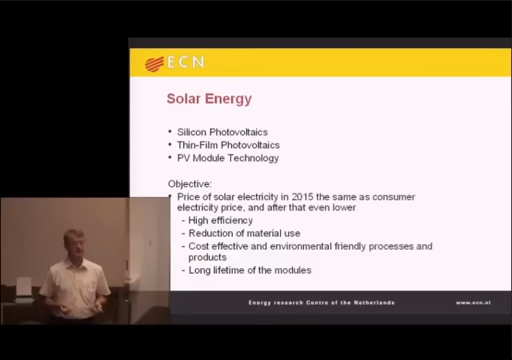 ECN
Solar Energy
• Silicon Photovoltaics
• Thin-Film Photovoltaics
• PV Module Technology
Objective:
• Price of solar electricity in 2015 the same as consumer
electricity price, and after that even lower
- High efficiency
- Reduction of material use
- Cost effective and environmental friendly processes and
products
- Long lifetime of the modules
Energy research Centre of the Netherlands
www.ecn.nl